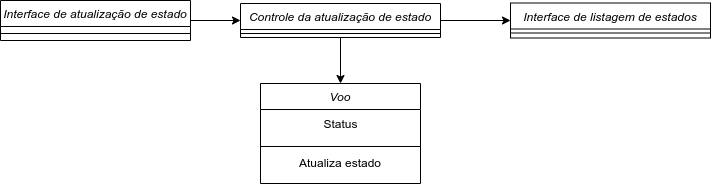 Interface de atualização de estado
Controle da atualização de estado
Interface de listagem de estados
Voo
Status
Atualiza estado